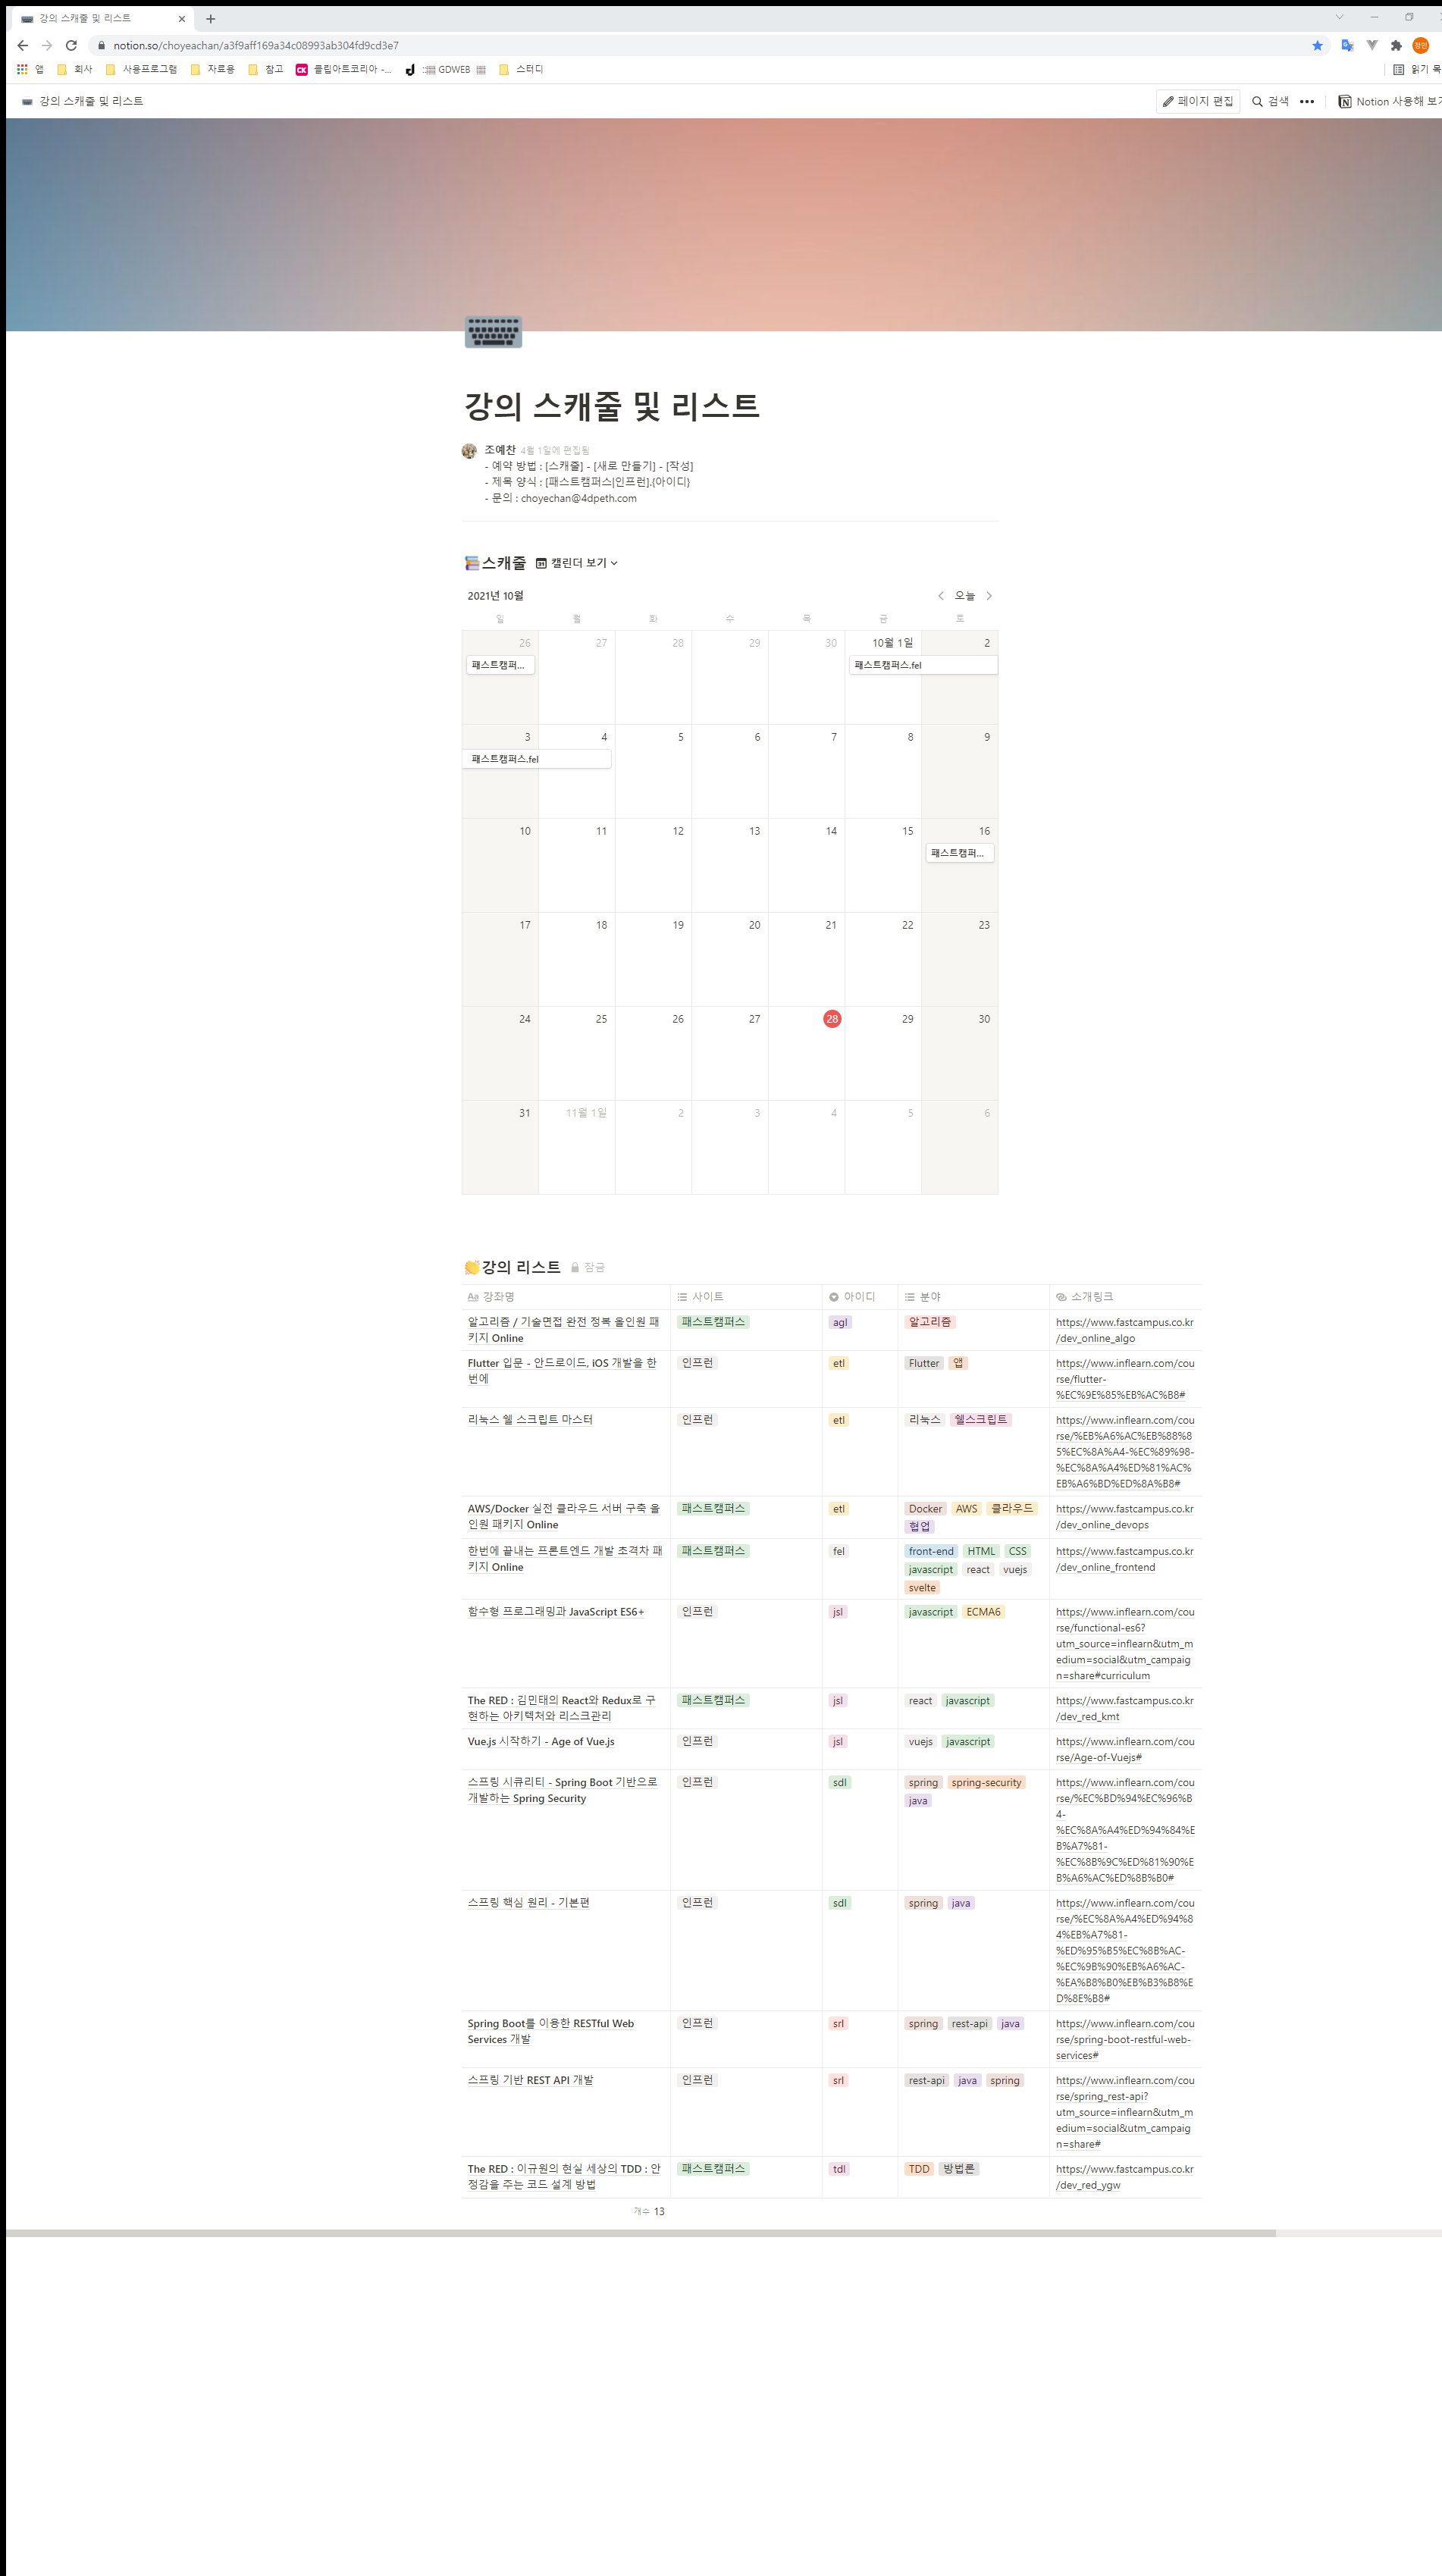 강의 스캐줄 및 리스트
notion.so/choyeachan/a3f9aff169a34c08993ab304fd9cd3e7
정민
앱 회사 사용프로그램 자료용 참고 CK 클립아트코리아 -... GDWEB 스터디
강의 스캐줄 및 리스트
페이지 편집 검색 ••• Notion 사용해 보기
강의 스캐줄 및 리스트
조예찬 4월 1일에 편집됨
- 예약 방법 : [스캐줄] - [새로 만들기] - [작성]
- 제목 양식 : [패스트캠퍼스|인프런].{아이디}
- 문의 : choyechan@4dpeth.com
스캐줄 31 캘린더 보기
2021년 10월 오늘
일 월 화 수 목 금 토
26 27 28 29 30 10월 1일 2
패스트캠퍼... 패스트캠퍼스.fel
3 4 5 6 7 8 9
패스트캠퍼스.fel
10 11 12 13 14 15 16
패스트캠퍼...
17 18 19 20 21 22 23
24 25 26 27 28 29 30
31 11월 1일 2 3 4 5 6
강의 리스트 잠금
Aa 강좌명 사이트 아이디 분야 소개링크
알고리즘 / 기술면접 완전 정복 올인원 패 패스트캠퍼스 agl 알고리즘 https://www.fastcampus.co.kr
키지 Online /dev_online_algo
Flutter 입문 - 안드로이드, iOS 개발을 한 인프런 etl Flutter 앱 https://www.inflearn.com/cou
번에 rse/flutter-
%EC%9E%85%EB%AC%B8#
리눅스 쉘 스크립트 마스터 인프런 etl 리눅스 쉘스크립트 https://www.inflearn.com/cou
rse/%EB%A6%AC%EB%88%8
5%EC%8A%A4-%EC%89%98-
%EC%8A%A4%ED%81%AC%
EB%A6%BD%ED%8A%B8#
AWS/Docker 실전 클라우드 서버 구축 올 패스트캠퍼스 etl Docker AWS 클라우드 https://www.fastcampus.co.kr
인원 패키지 Online 협업 /dev_online_devops
한번에 끝내는 프론트엔드 개발 초격차 패 패스트캠퍼스 fel front-end HTML CSS https://www.fastcampus.co.kr
키지 Online javascript react vuejs /dev_online_frontend
svelte
함수형 프로그래밍과 JavaScript ES6+ 인프런 jsl javascript ECMA6 https://www.inflearn.com/cou
rse/functional-es6?
utm_source=inflearn&utm_m
edium=social&utm_campaig
n=share#curriculum
The RED : 김민태의 React와 Redux로 구 패스트캠퍼스 jsl react javascript https://www.fastcampus.co.kr
현하는 아키텍처와 리스크관리 /dev_red_kmt
Vue.js 시작하기 - Age of Vue.js 인프런 jsl vuejs javascript https://www.inflearn.com/cou
rse/Age-of-Vuejs#
스프링 시큐리티 - Spring Boot 기반으로 인프런 sdl spring spring-security https://www.inflearn.com/cou
개발하는 Spring Security java rse/%EC%BD%94%EC%96%B
4-
%EC%8A%A4%ED%94%84%E
B%A7%81-
%EC%8B%9C%ED%81%90%E
B%A6%AC%ED%8B%B0#
스프링 핵심 원리 - 기본편 인프런 sdl spring java https://www.inflearn.com/cou
rse/%EC%8A%A4%ED%94%8
4%EB%A7%81-
%ED%95%B5%EC%8B%AC-
%EC%9B%90%EB%A6%AC-
%EA%B8%B0%EB%B3%B8%E
D%8E%B8#
Spring Boot를 이용한 RESTful Web 인프런 srl spring rest-api java https://www.inflearn.com/cou
Services 개발 rse/spring-boot-restful-web-
services#
스프링 기반 REST API 개발 인프런 srl rest-api java spring https://www.inflearn.com/cou
rse/spring_rest-api?
utm_source=inflearn&utm_m
edium=social&utm_campaig
n=share#
The RED : 이규원의 현실 세상의 TDD : 안 패스트캠퍼스 tdl TDD 방법론 https://www.fastcampus.co.kr
정감을 주는 코드 설계 방법 /dev_red_ygw
개수 13